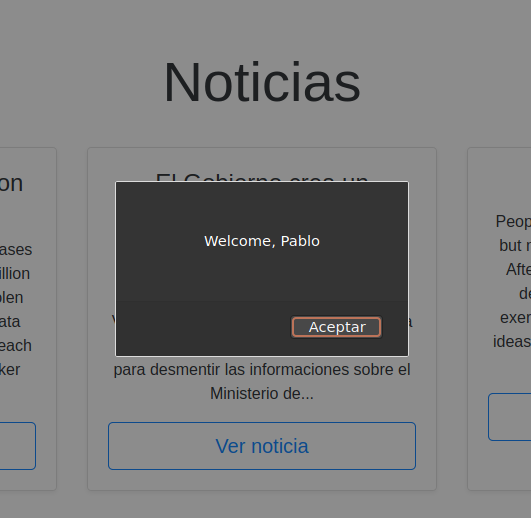 Noticias
on
El Gobierno crea un
ases
illion
olen
ata
each
ker
Welcome, Pablo
Aceptar
para desmentir las informaciones sobre el
Ministerio de...
Ver noticia
Peop
but r
Afte
de
exer
ideas